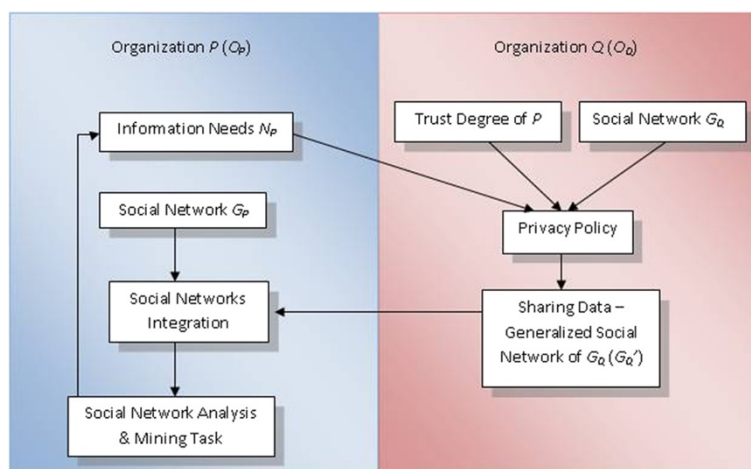 Organization P (O_P)
Organization Q (O_Q)
Information Needs N_P
Trust Degree of P
Social Network G_Q
Social Network G_P
Privacy Policy
Social Networks
Integration
Sharing Data –
Generalized Social
Network of G_Q (G_Q')
Social Network Analysis
& Mining Task